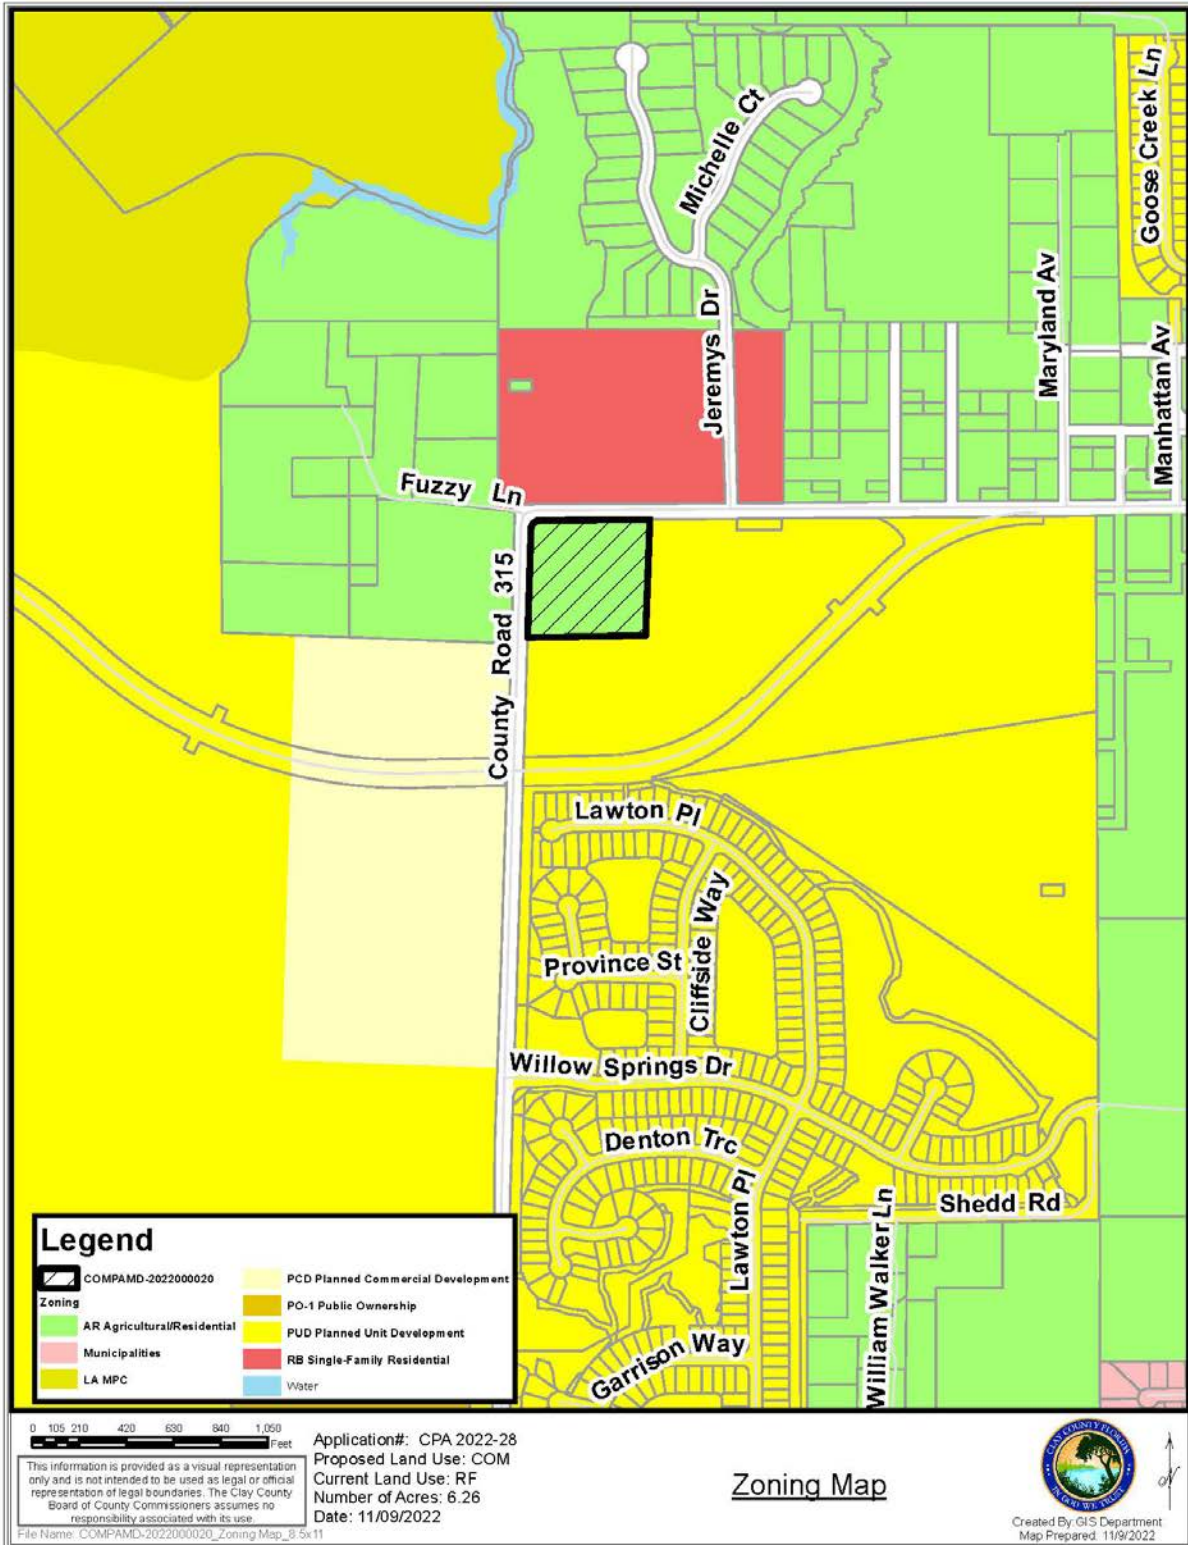 Goose Creek Ln
Michelle Ct
Maryland Av
Manhattan Av
Jeremys Dr
Fuzzy Ln
County Road 315
Lawton Pl
Cliffside Way
Province St
Willow Springs Dr
Denton Trc
Lawton Pl
Shedd Rd
William Walker Ln
Garrison Way
Legend
COMPAMD-2022000020
Zoning
AR Agricultural/Residential
Municipalities
LA MPC
PCD Planned Commercial Development
PO-1 Public Ownership
PUD Planned Unit Development
RB Single-Family Residential
Water
0 105 210 420 630 840 1,050
Feet
This information is provided as a visual representation
only and is not intended to be used as legal or official
representation of legal boundaries. The Clay County
Board of County Commissioners assumes no
responsibility associated with its use.
File Name: COMPAMD-2022000020_Zoning Map_8.5x11
Application#: CPA 2022-28
Proposed Land Use: COM
Current Land Use: RF
Number of Acres: 6.26
Date: 11/09/2022
Zoning Map
CLAY COUNTY FLORIDA
IN GOD WE TRUST
N
Created By: GIS Department
Map Prepared: 11/9/2022